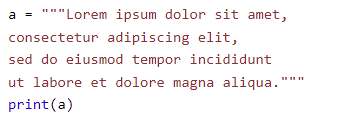 a = """Lorem ipsum dolor sit amet,
consectetur adipiscing elit,
sed do eiusmod tempor incididunt
ut labore et dolore magna aliqua."""
print(a)